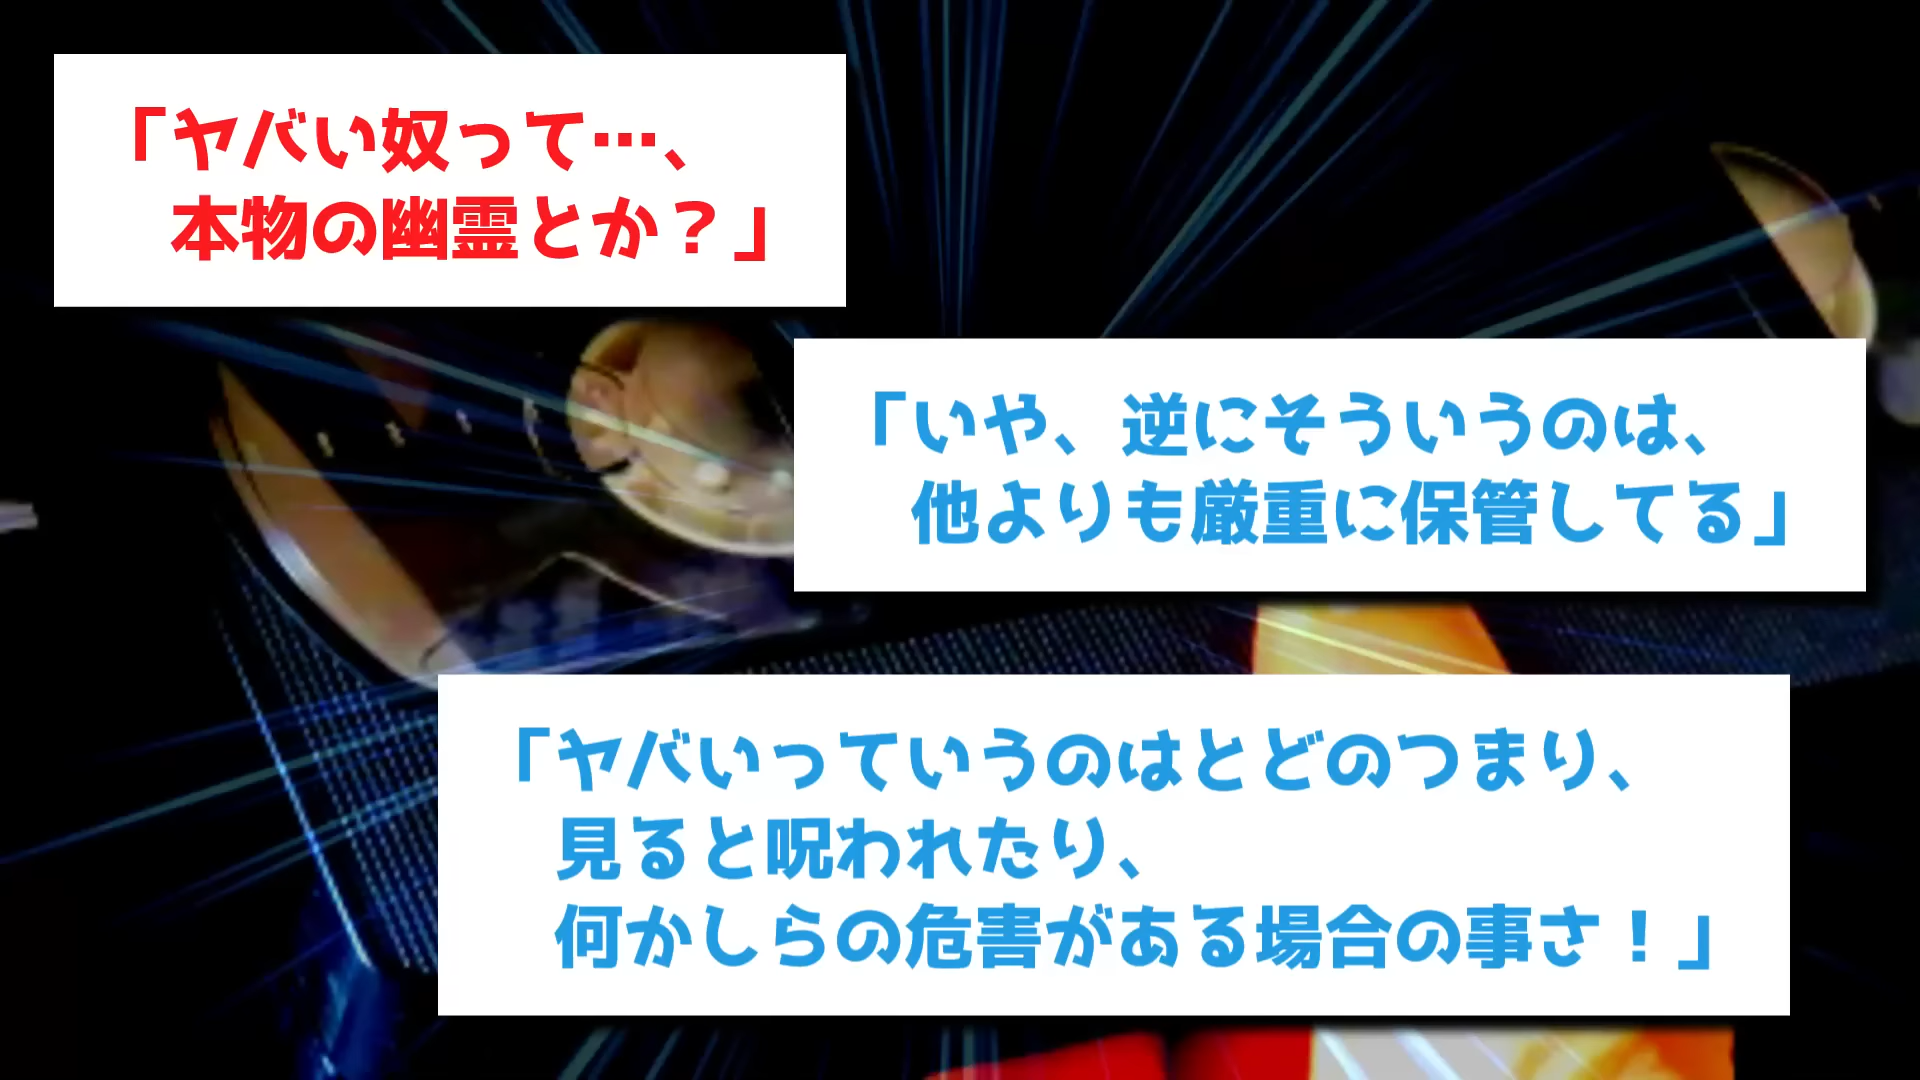 「ヤバい奴って…、
本物の幽霊とか？」
「いや、逆にそういうのは、
他よりも厳重に保管してる」
「ヤバいっていうのはとどのつまり、
見ると呪われたり、
何かしらの危害がある場合の事さ！」